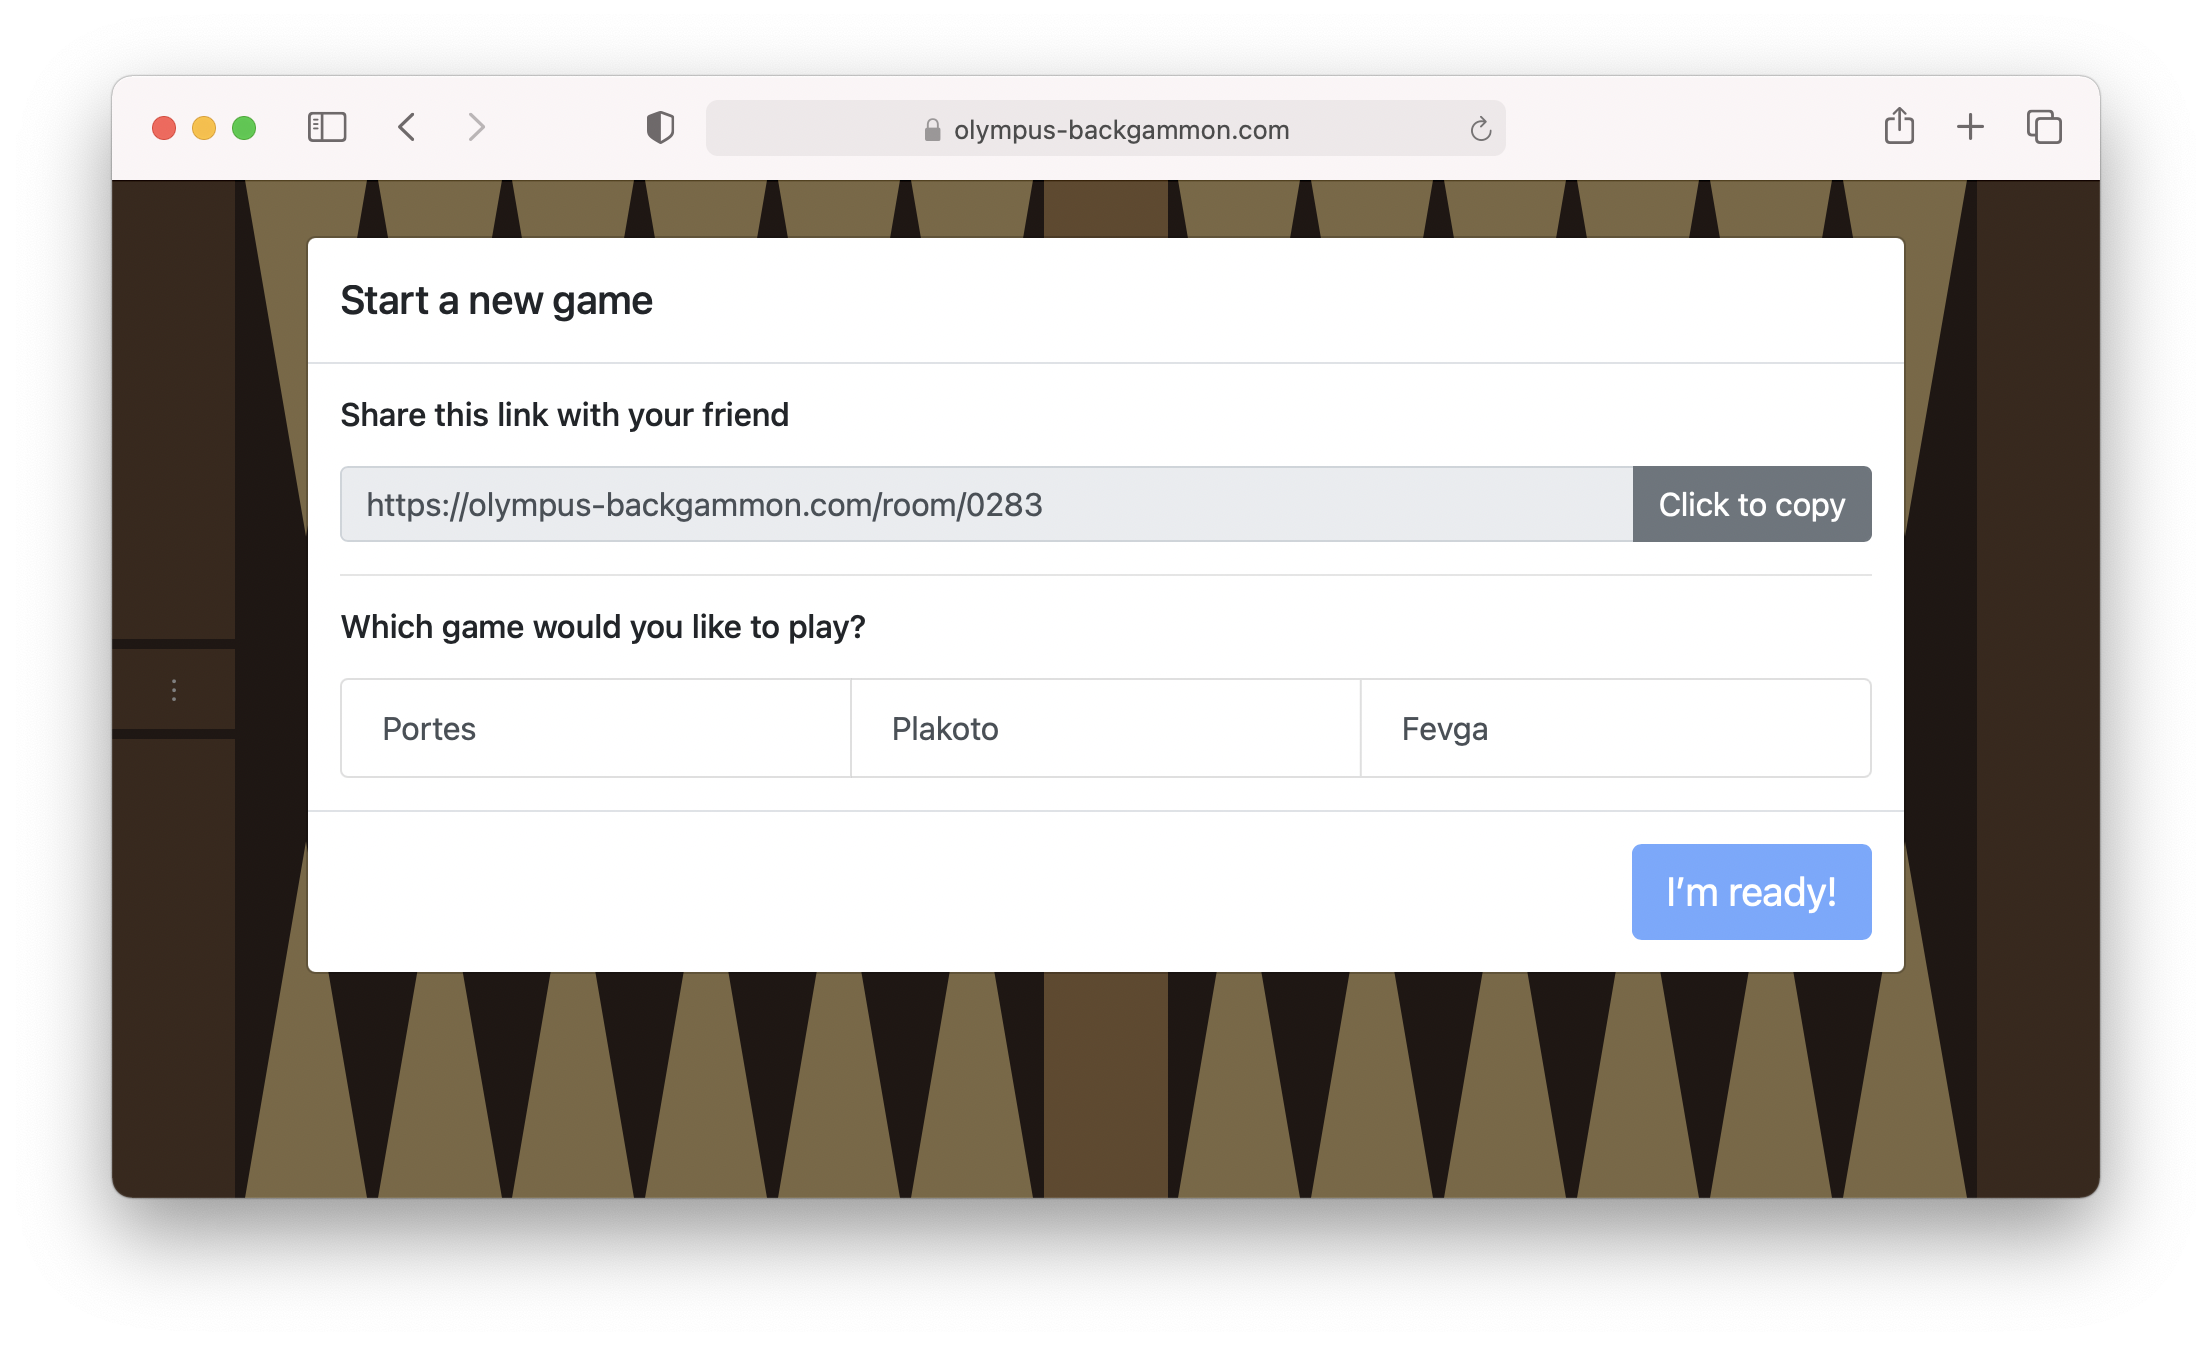 olympus-backgammon.com
Start a new game
Share this link with your friend
https://olympus-backgammon.com/room/0283 Click to copy
Which game would you like to play?
Portes Plakoto Fevga
I’m ready!